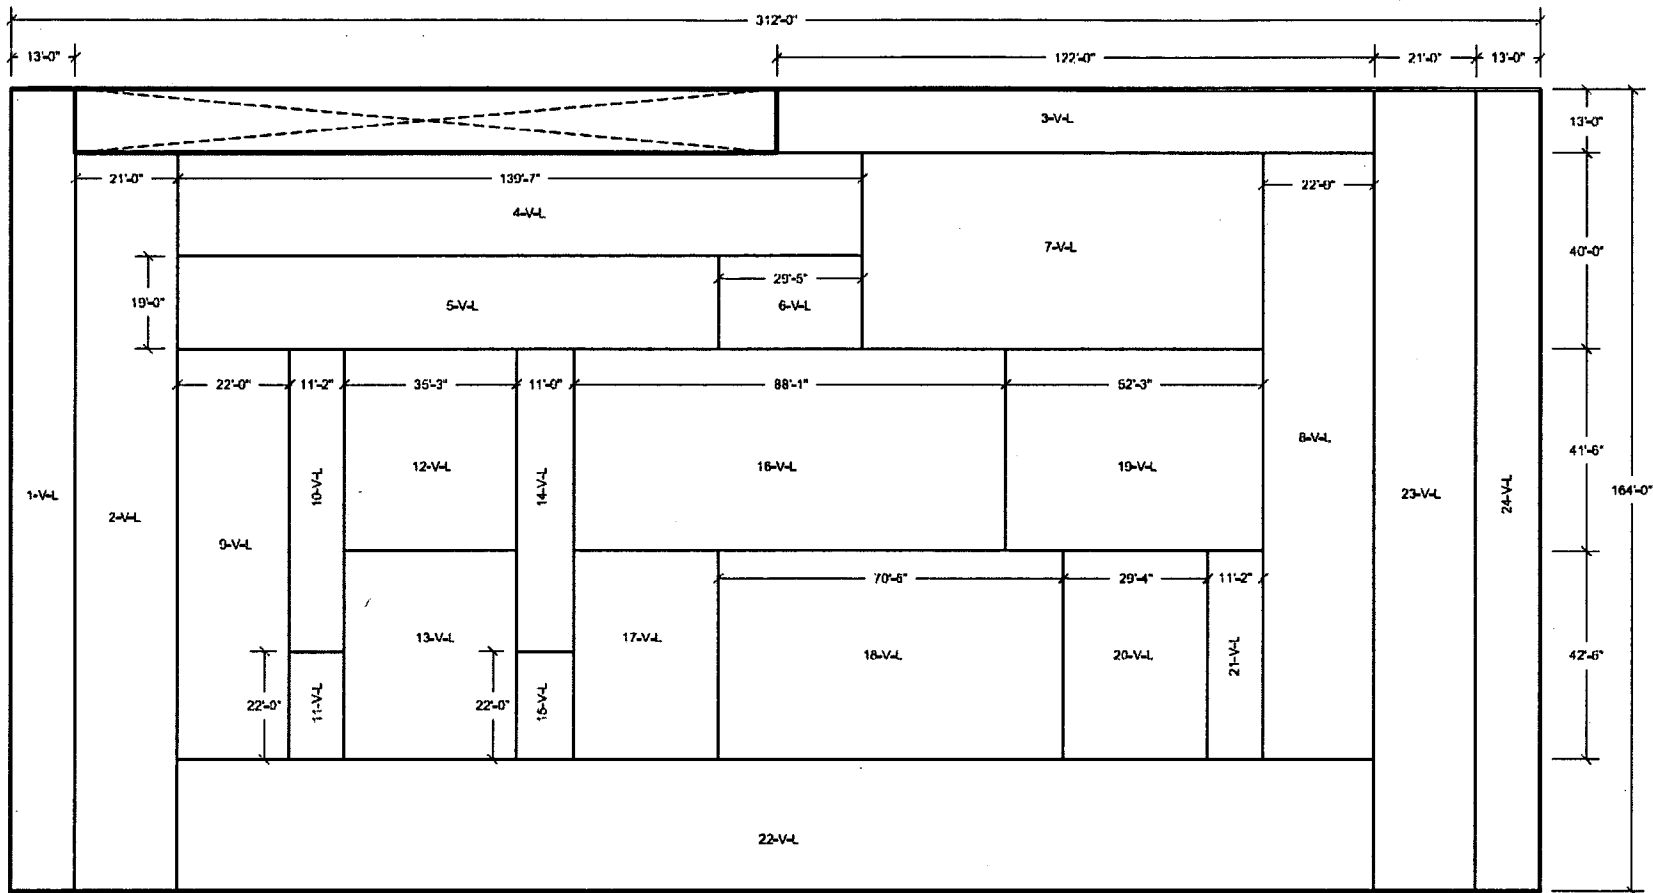 312'-0"
13'-0"
122'-0"
21'-0"
13'-0"
3-V-L
13'-0"
21'-0"
139'-7"
22'-0"
4-V-L
7-V-L
40'-0"
29'-5"
19'-0"
5-V-L
6-V-L
22'-0"
11'-2"
35'-3"
11'-0"
88'-1"
52'-3"
8-V-L
41'-6"
12-V-L
16-V-L
19-V-L
10-V-L
14-V-L
1-V-L
2-V-L
23-V-L
24-V-L
164'-0"
9-V-L
70'-6"
29'-4"
11'-2"
13-V-L
17-V-L
18-V-L
20-V-L
21-V-L
42'-6"
22'-0"
11-V-L
22'-0"
15-V-L
22-V-L